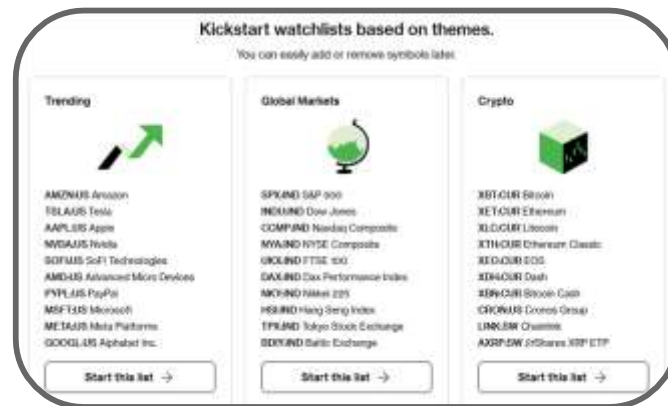 Kickstart watchlists based on themes.
You can easily add or remove symbols later.
Trending
AMZN:US Amazon
TSLA:US Tesla
AAPL:US Apple
NVDA:US Nvidia
SOFI:US SoFi Technologies
AMD:US Advanced Micro Devices
PYPL:US PayPal
MSFT:US Microsoft
META:US Meta Platforms
GOOGL:US Alphabet Inc.
Start this list →
Global Markets
SPX:IND S&P 500
INDU:IND Dow Jones
CCMP:IND Nasdaq Composite
NYA:IND NYSE Composite
UKX:IND FTSE 100
DAX:IND Dax Performance Index
NKY:IND Nikkei 225
HSI:IND Hang Seng Index
TPX:IND Tokyo Stock Exchange
BDIY:IND Baltic Exchange
Start this list →
Crypto
XBT:CUR Bitcoin
XET:CUR Ethereum
XLC:CUR Litecoin
XTH:CUR Ethereum Classic
XEO:CUR EOS
XDH:CUR Dash
XBN:CUR Bitcoin Cash
CRON:US Cronos Group
LINK:SW Chainlink
AXRP:SW 21Shares XRP ETP
Start this list →